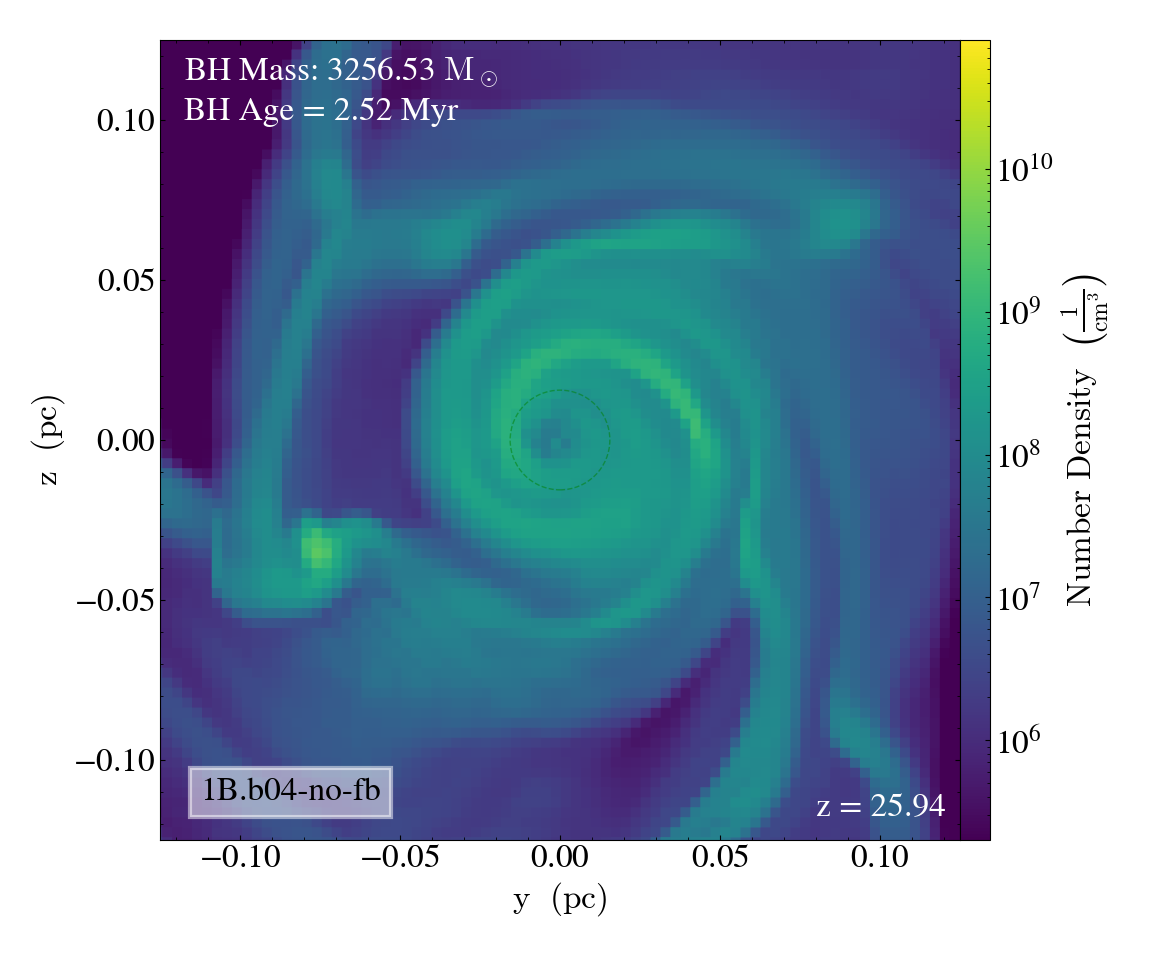 BH Mass: 3256.53 M⊙
BH Age = 2.52 Myr
0.10
0.05
0.00
−0.05
−0.10
z (pc)
1B.b04-no-fb
z = 25.94
−0.10 −0.05 0.00 0.05 0.10
y (pc)
10¹⁰
10⁹
10⁸
10⁷
10⁶
Number Density (1/cm³)